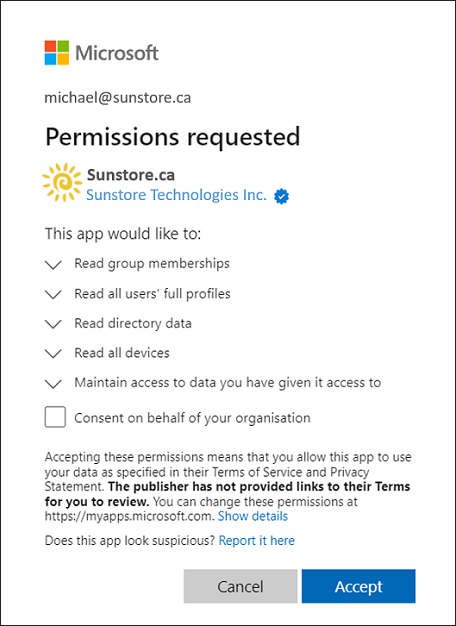 Microsoft
michael@sunstore.ca
Permissions requested
Sunstore.ca
Sunstore Technologies Inc.
This app would like to:
Read group memberships
Read all users' full profiles
Read directory data
Read all devices
Maintain access to data you have given it access to
Consent on behalf of your organisation
Accepting these permissions means that you allow this app to use
your data as specified in their Terms of Service and Privacy
Statement. The publisher has not provided links to their Terms
for you to review. You can change these permissions at
https://myapps.microsoft.com. Show details
Does this app look suspicious? Report it here
Cancel
Accept